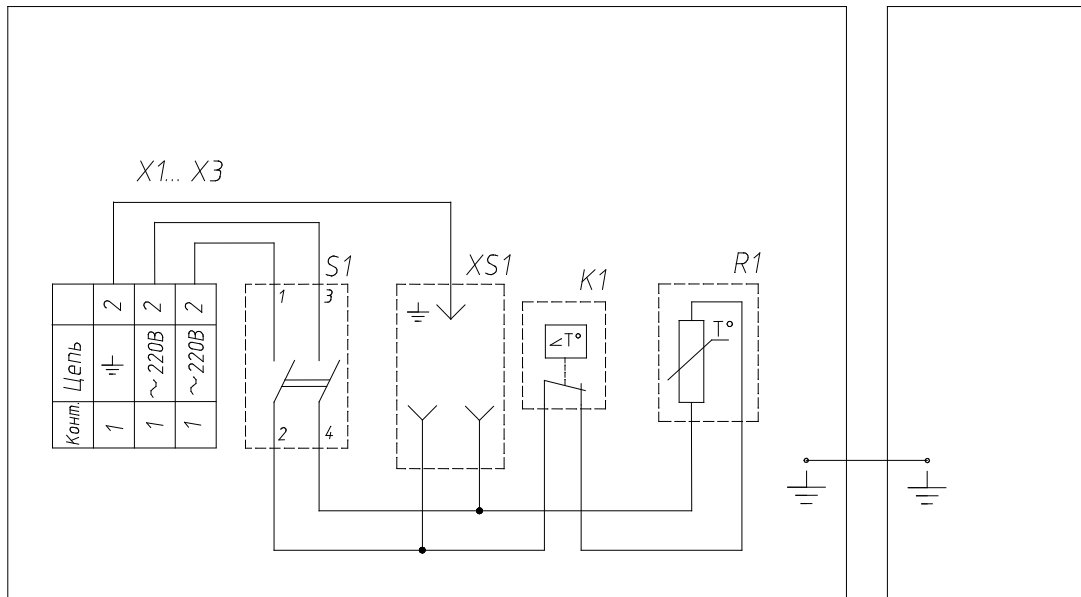 X1... X3
S1
XS1
K1
R1
Конт. Цепь
1 ⏚ 2
1 ~220В 2
1 ~220В 2
1 3
2 4
∠T°
T°